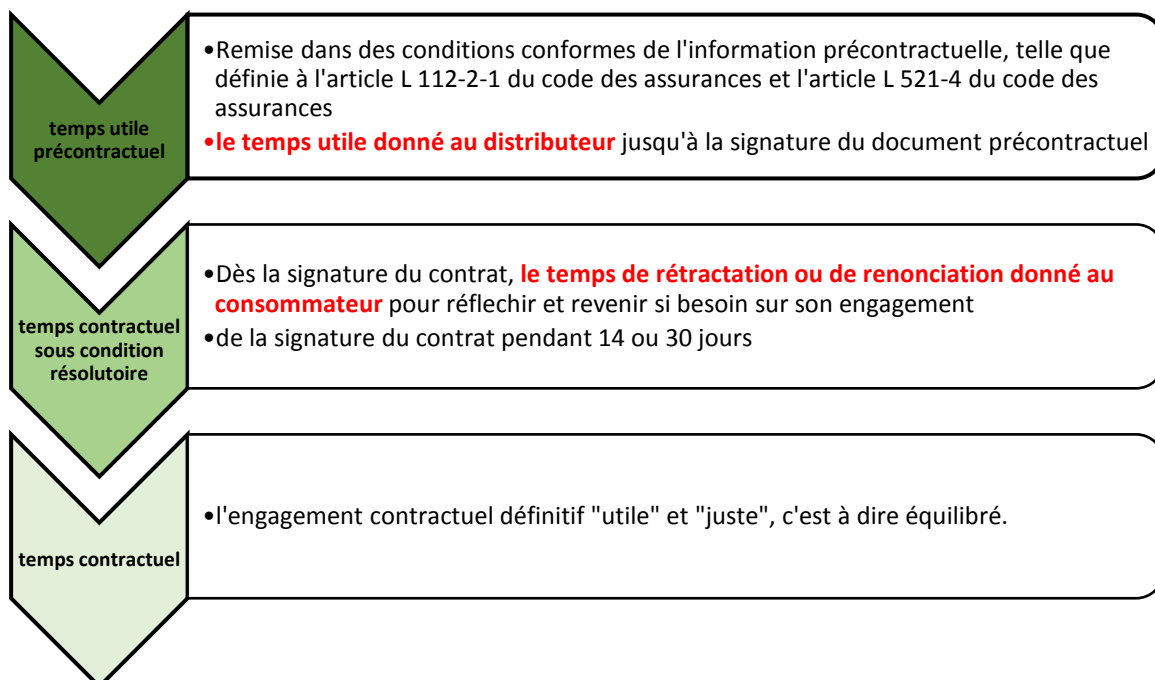 temps utile
précontractuel
•Remise dans des conditions conformes de l'information précontractuelle, telle que
définie à l'article L 112-2-1 du code des assurances et l'article L 521-4 du code des
assurances
•le temps utile donné au distributeur jusqu'à la signature du document précontractuel
temps contractuel
sous condition
résolutoire
•Dès la signature du contrat, le temps de rétractation ou de renonciation donné au
consommateur pour réflechir et revenir si besoin sur son engagement
•de la signature du contrat pendant 14 ou 30 jours
temps contractuel
•l'engagement contractuel définitif "utile" et "juste", c'est à dire équilibré.